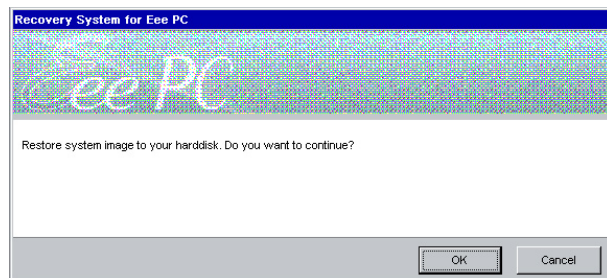 Recovery System for Eee PC
Eee PC
Restore system image to your harddisk. Do you want to continue?
OK
Cancel